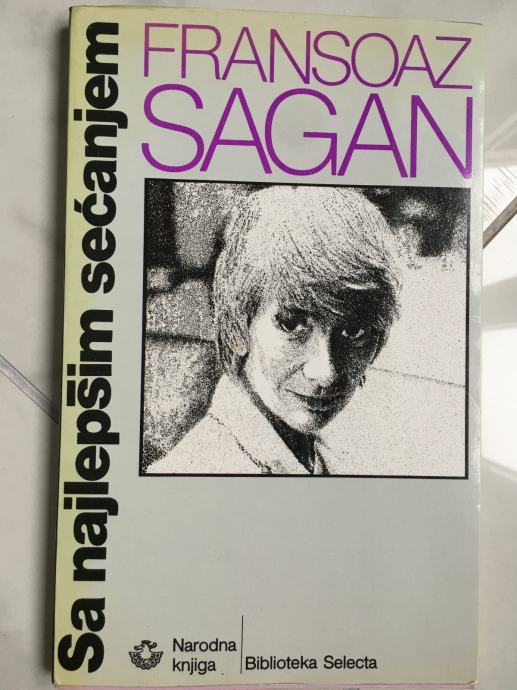 FRANSOAZ
SAGAN
Sa najlepšim sećanjem
Narodna
knjiga
Biblioteka Selecta